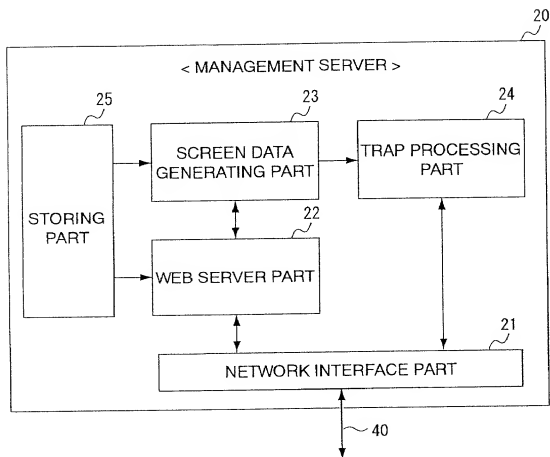 20
< MANAGEMENT SERVER >
25
23
24
STORING
PART
SCREEN DATA
GENERATING PART
TRAP PROCESSING
PART
22
WEB SERVER PART
21
NETWORK INTERFACE PART
40